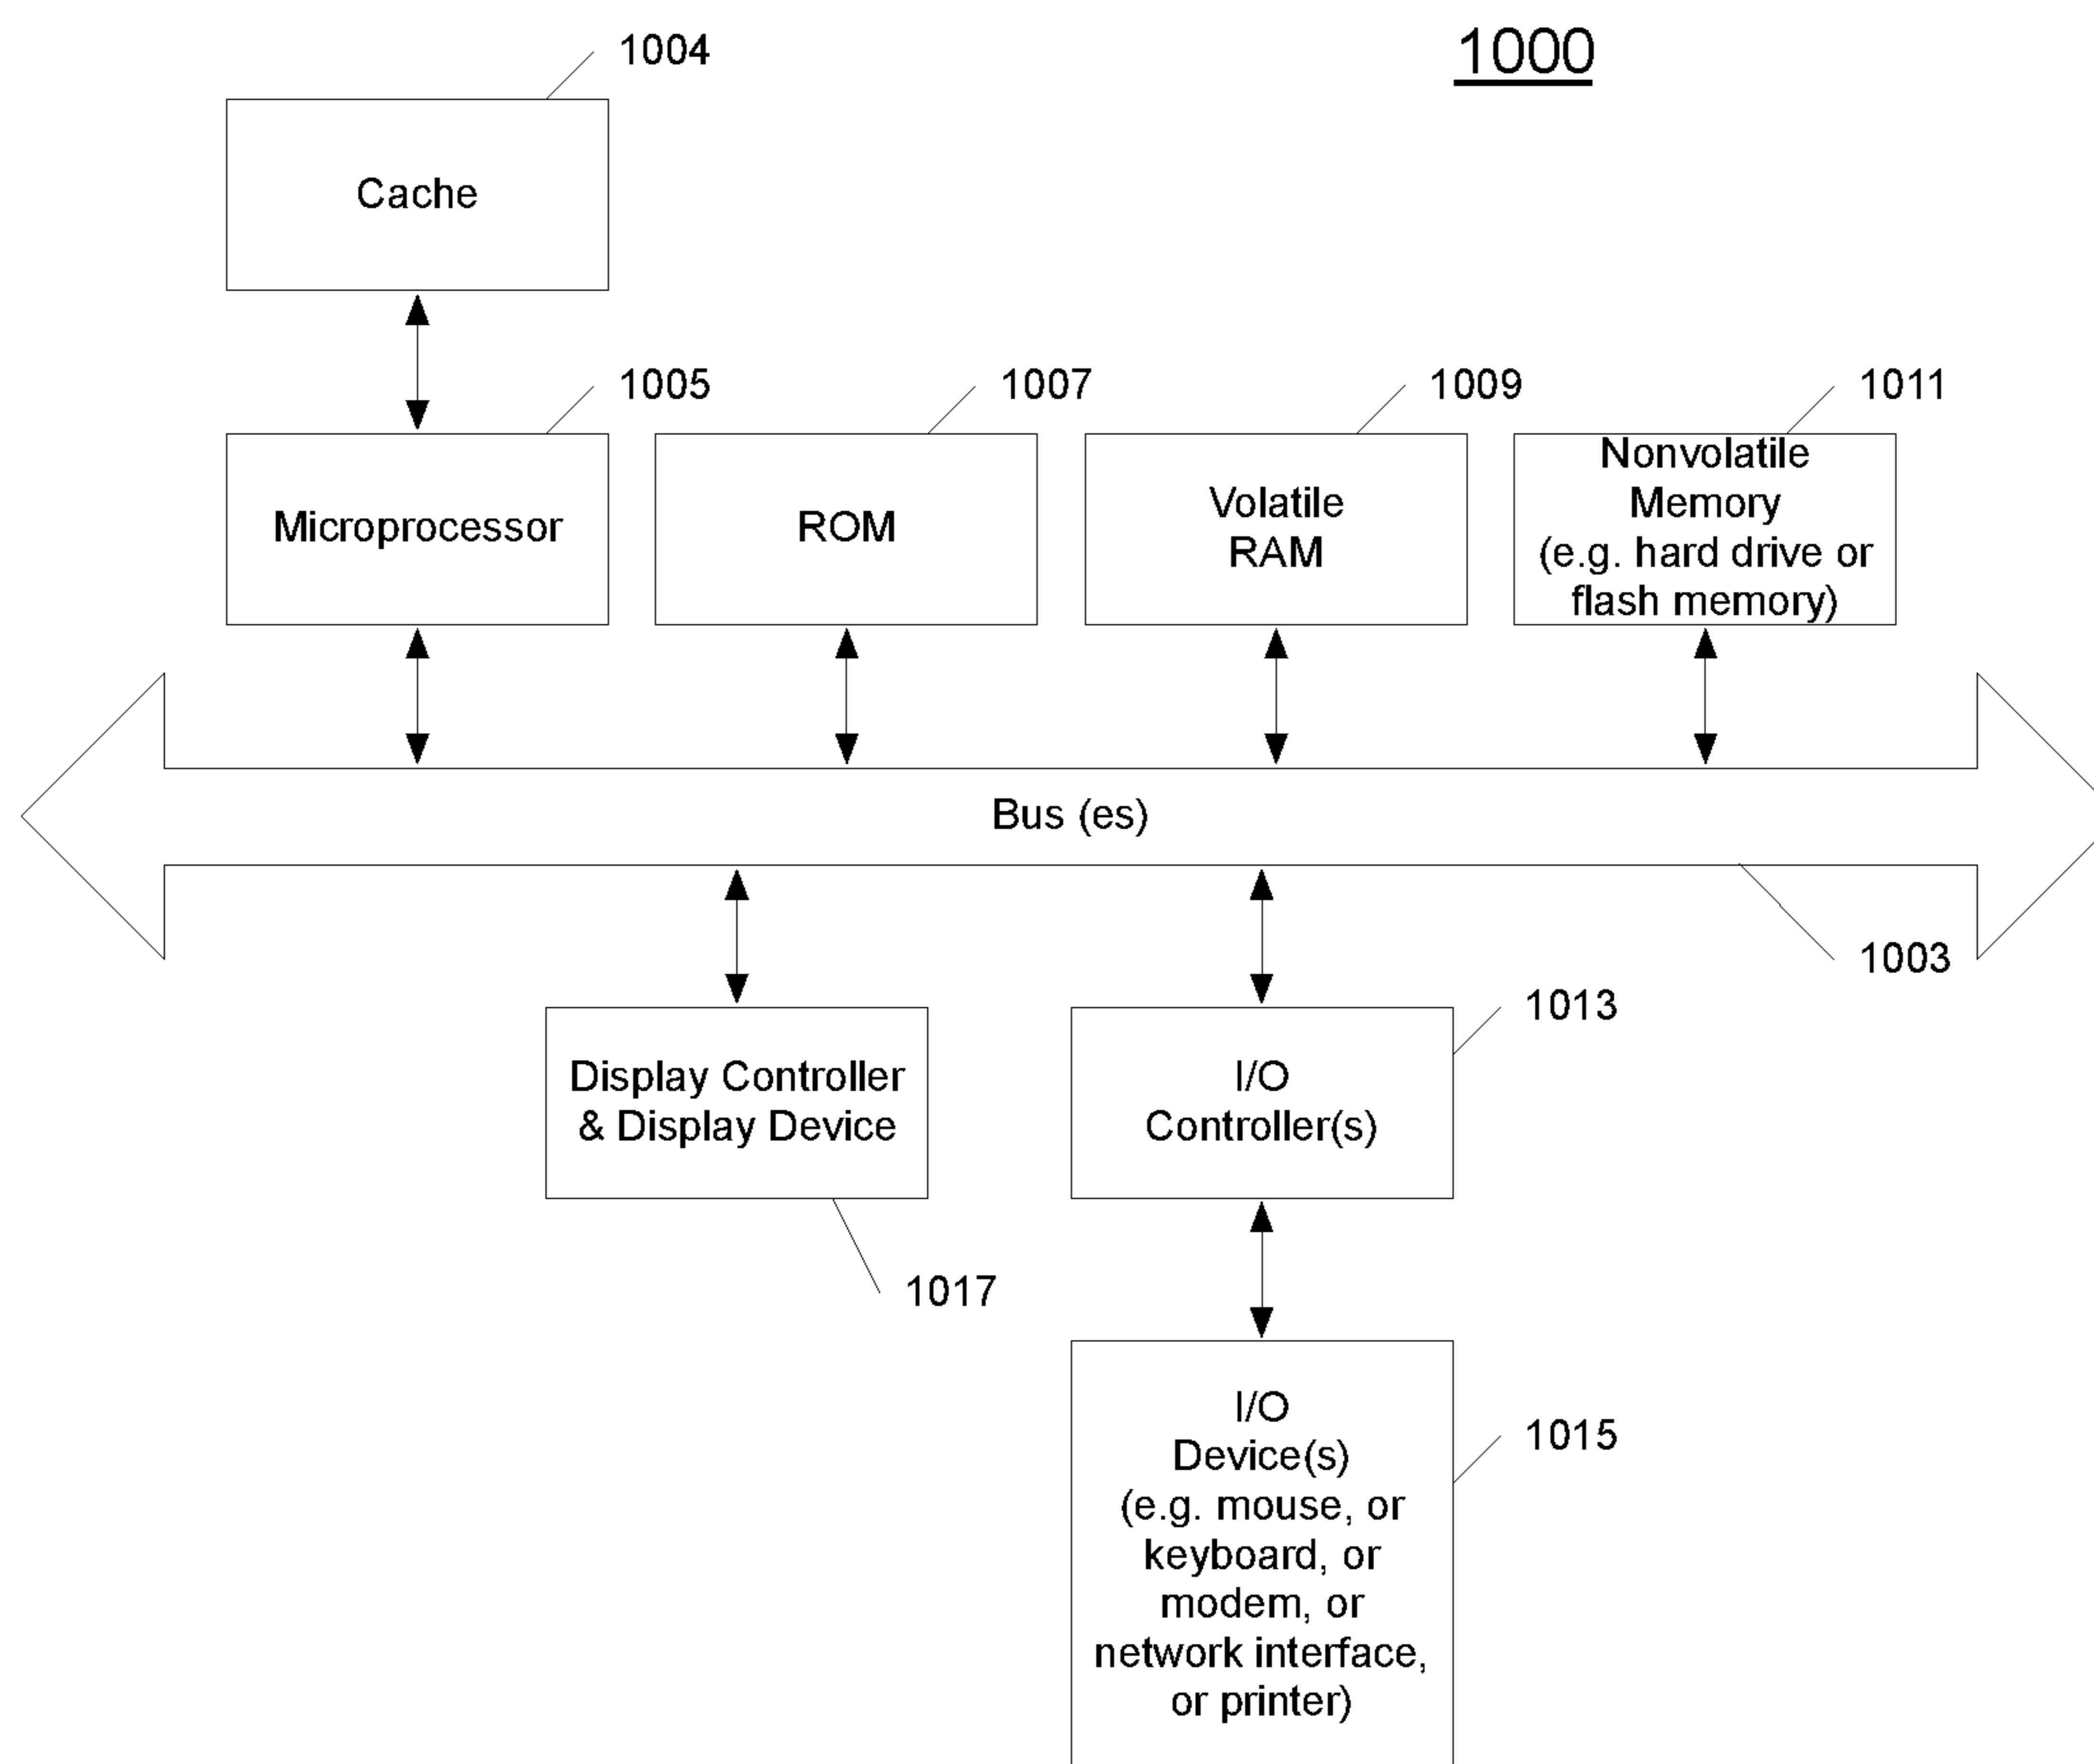 1004
1000
Cache
1005
1007
1009
1011
Microprocessor
ROM
Volatile
RAM
Nonvolatile
Memory
(e.g. hard drive or
flash memory)
Bus (es)
1003
1013
Display Controller
& Display Device
I/O
Controller(s)
1017
I/O
Device(s)
(e.g. mouse, or
keyboard, or
modem, or
network interface,
or printer)
1015